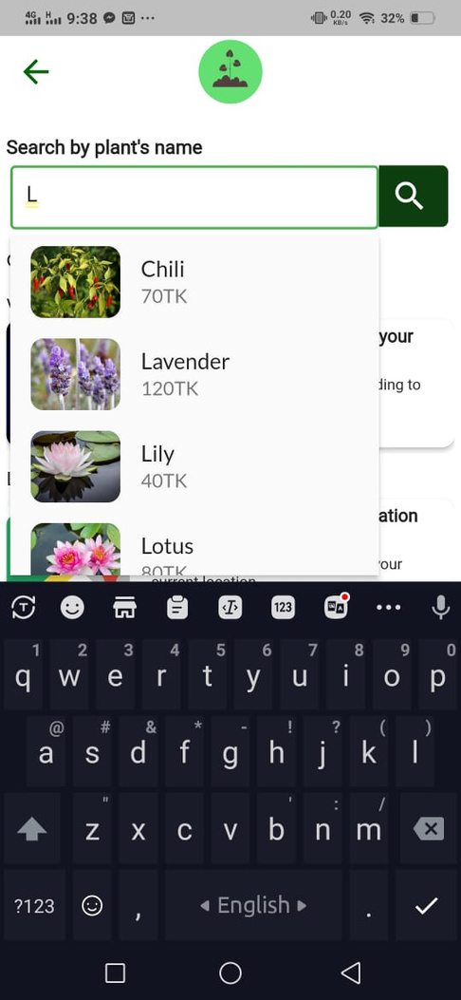 4G H 9:38 ... 0.20 KB/s 32%
Search by plant's name
L
Chili
70TK
your
Lavender
120TK
ding to
Lily
40TK
ation
Lotus
80TK
our
current location
T 123 ...
1 2 3 4 5 6 7 8 9 0
q w e r t y u i o p
@ # & * - ! ? ( )
a s d f g h j k l
" ' : /
z x c v b n m
?123 , English .